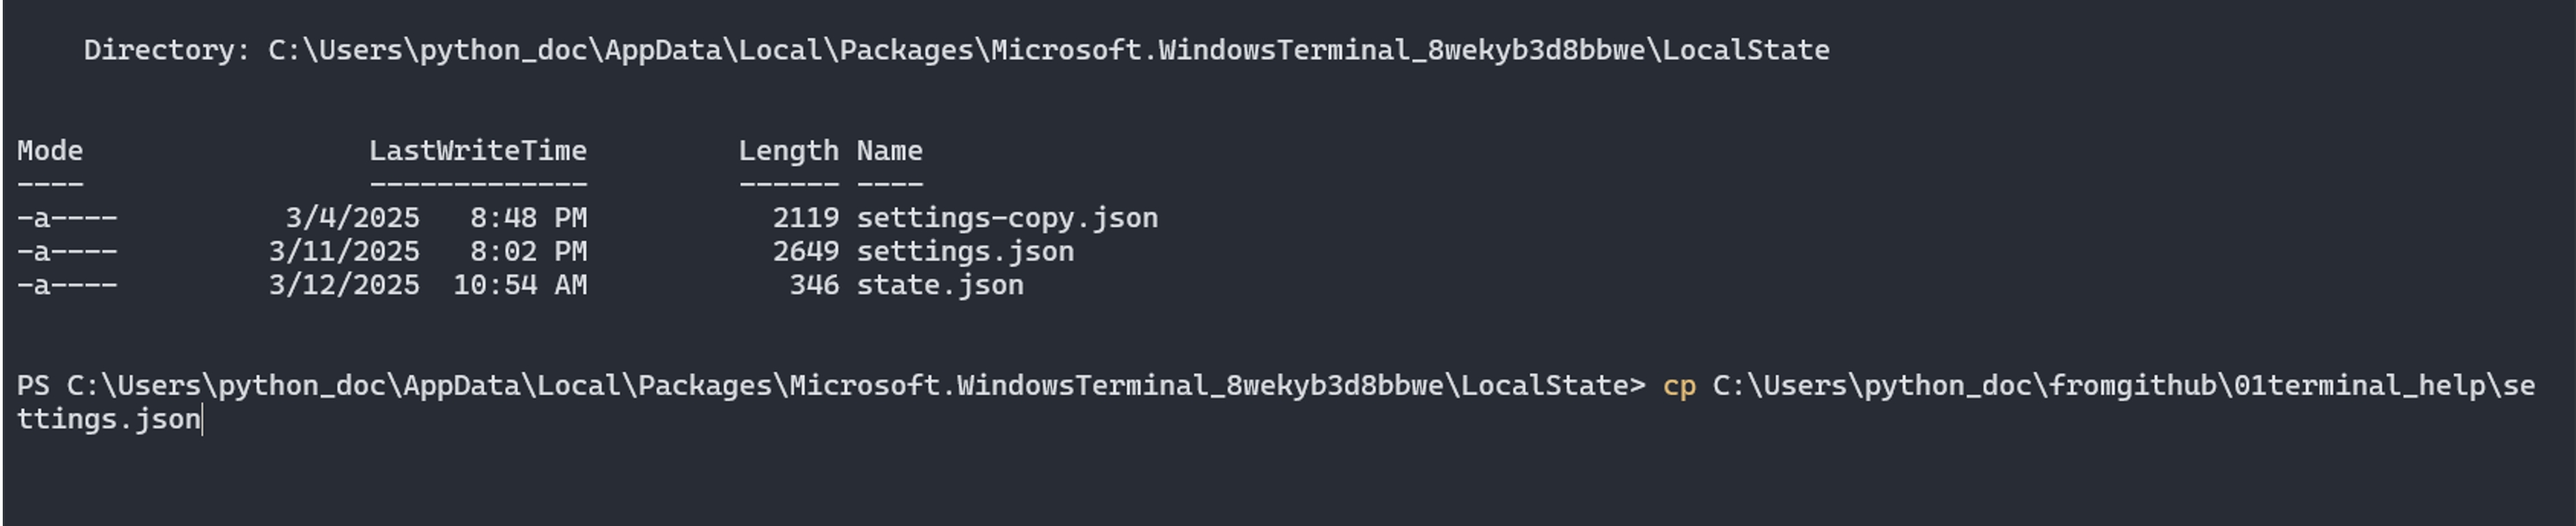 Directory: C:\Users\python_doc\AppData\Local\Packages\Microsoft.WindowsTerminal_8wekyb3d8bbwe\LocalState
Mode LastWriteTime Length Name
---- ------------- ------ ----
-a---- 3/4/2025 8:48 PM 2119 settings-copy.json
-a---- 3/11/2025 8:02 PM 2649 settings.json
-a---- 3/12/2025 10:54 AM 346 state.json
PS C:\Users\python_doc\AppData\Local\Packages\Microsoft.WindowsTerminal_8wekyb3d8bbwe\LocalState> cp C:\Users\python_doc\fromgithub\01terminal_help\se
ttings.json